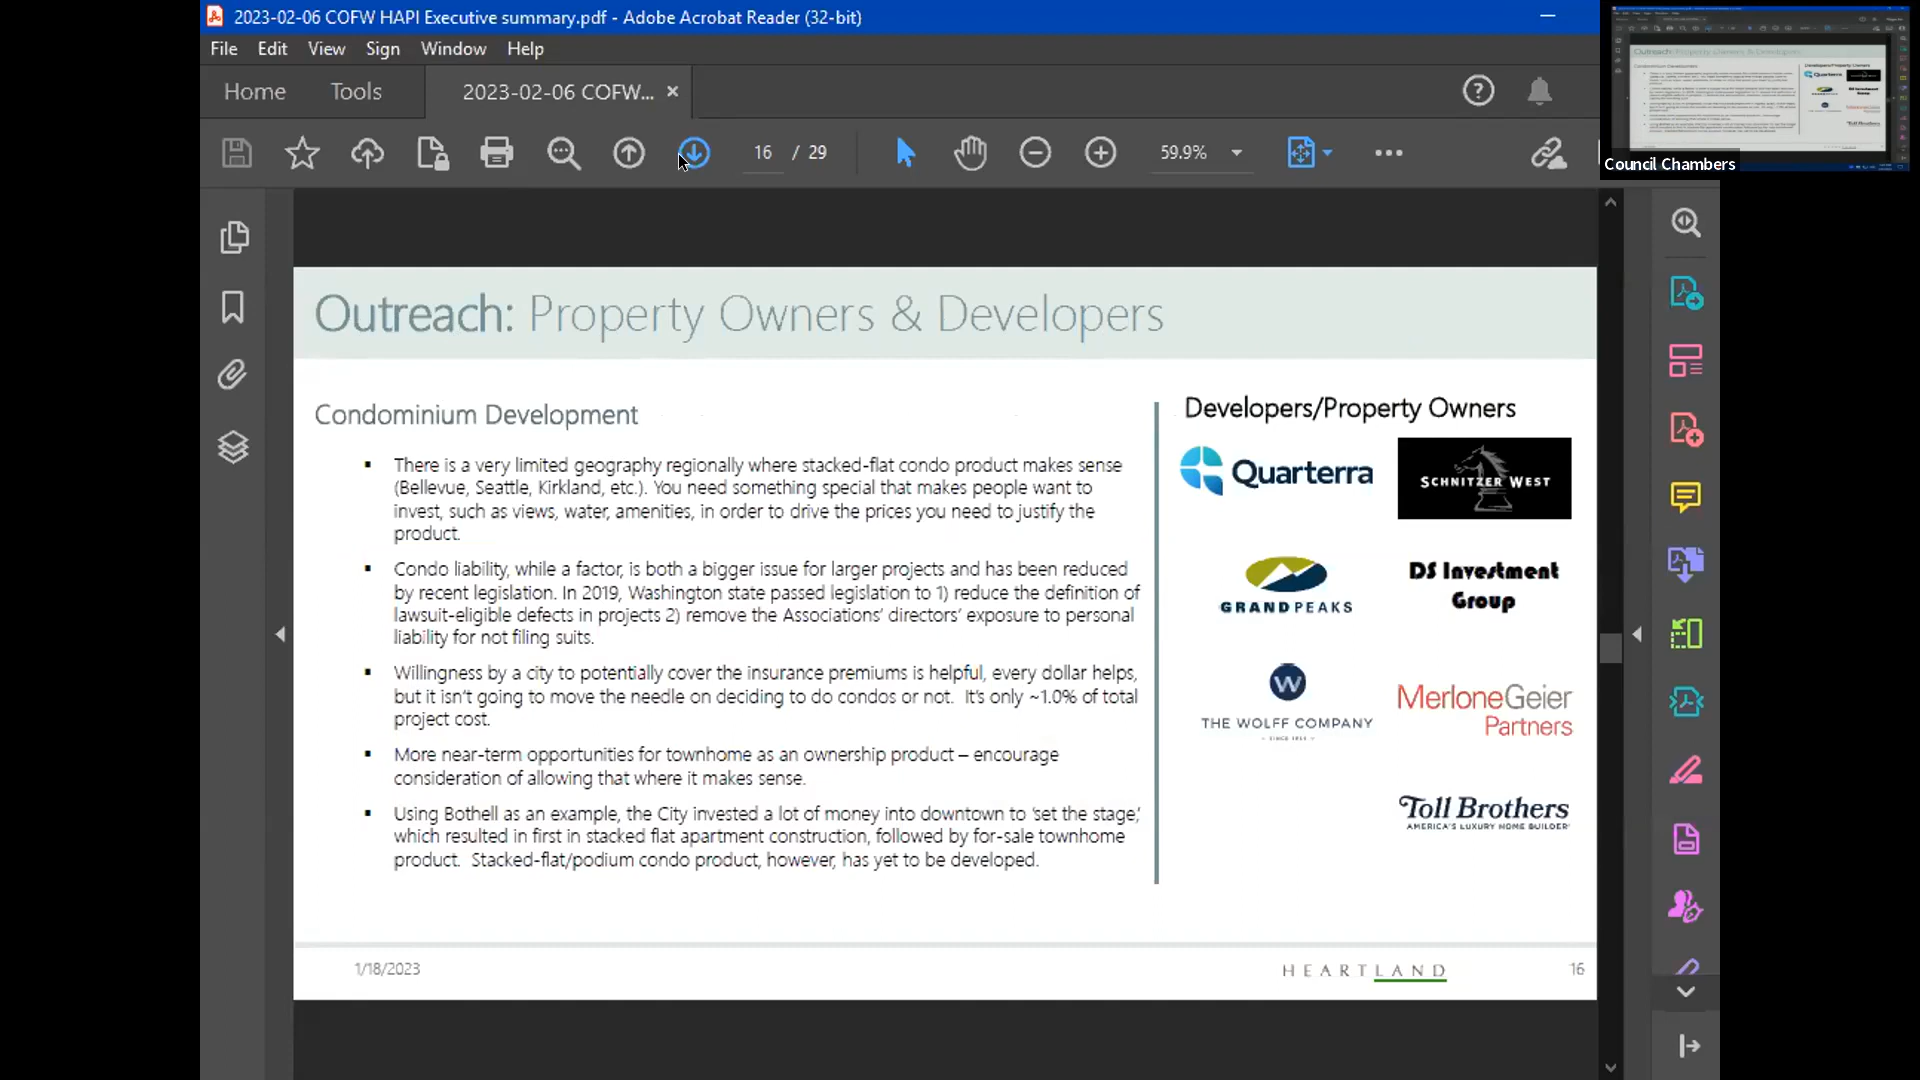 2023-02-06 COFW HAPI Executive summary.pdf - Adobe Acrobat Reader (32-bit)
File Edit View Sign Window Help
Home Tools 2023-02-06 COFW... ×
16 / 29 59.9%
Council Chambers
Outreach: Property Owners & Developers
Condominium Development
▪ There is a very limited geography regionally where stacked-flat condo product makes sense
(Bellevue, Seattle, Kirkland, etc.). You need something special that makes people want to
invest, such as views, water, amenities, in order to drive the prices you need to justify the
product.
▪ Condo liability, while a factor, is both a bigger issue for larger projects and has been reduced
by recent legislation. In 2019, Washington state passed legislation to 1) reduce the definition of
lawsuit-eligible defects in projects 2) remove the Associations' directors' exposure to personal
liability for not filing suits.
▪ Willingness by a city to potentially cover the insurance premiums is helpful, every dollar helps,
but it isn't going to move the needle on deciding to do condos or not. It's only ~1.0% of total
project cost.
▪ More near-term opportunities for townhome as an ownership product – encourage
consideration of allowing that where it makes sense.
▪ Using Bothell as an example, the City invested a lot of money into downtown to 'set the stage,'
which resulted in first in stacked flat apartment construction, followed by for-sale townhome
product. Stacked-flat/podium condo product, however, has yet to be developed.
Developers/Property Owners
Quarterra
SCHNITZER WEST
GRAND PEAKS
DS Investment
Group
W
THE WOLFF COMPANY
MerloneGeier
Partners
Toll Brothers
AMERICA'S LUXURY HOME BUILDER
1/18/2023
HEARTLAND
16